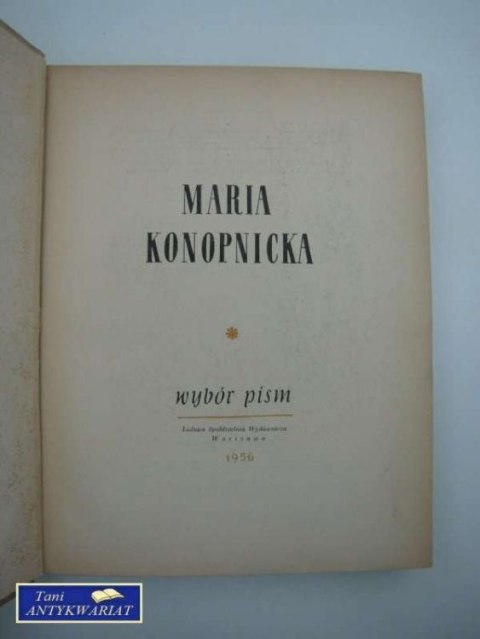 MARIA
KONOPNICKA
*
wybór pism
Ludowa Spółdzielnia Wydawnicza
Warszawa
1956
Tani
ANTYKWARIAT